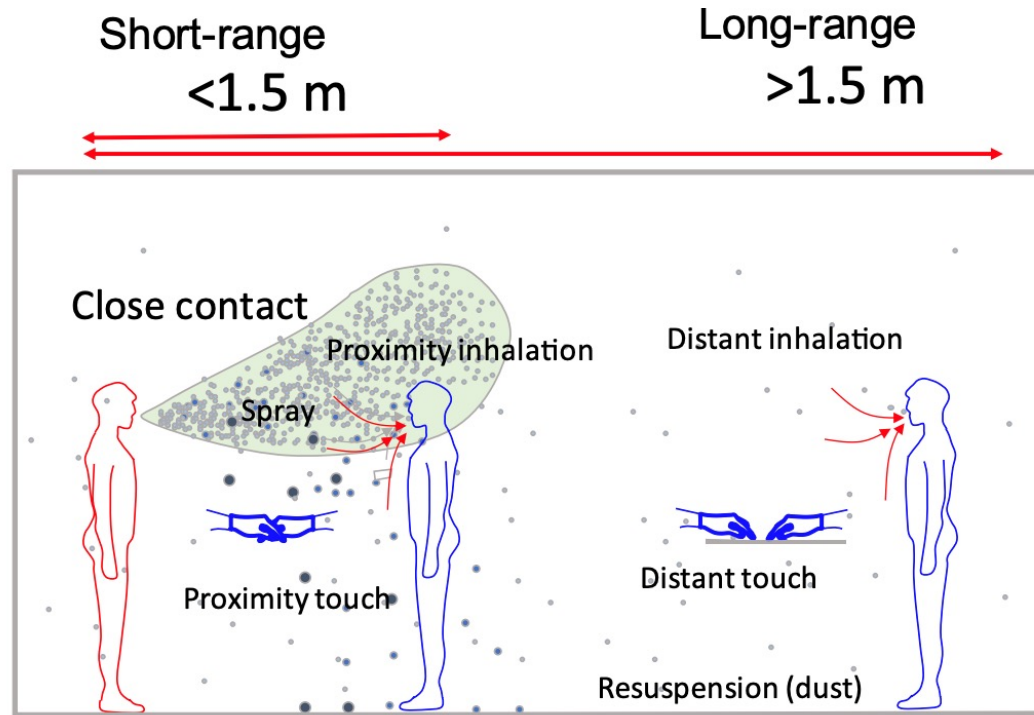 Short-range
<1.5 m
Long-range
>1.5 m
Close contact
Proximity inhalation
Spray
Distant inhalation
Proximity touch
Distant touch
Resuspension (dust)